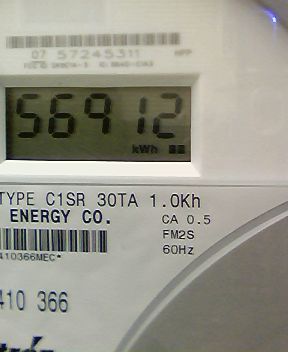 07 57245311
56912
kWh
TYPE C1SR 30TA 1.0Kh
ENERGY CO.
CA 0.5
FM2S
60Hz
410366MEC*
410 366